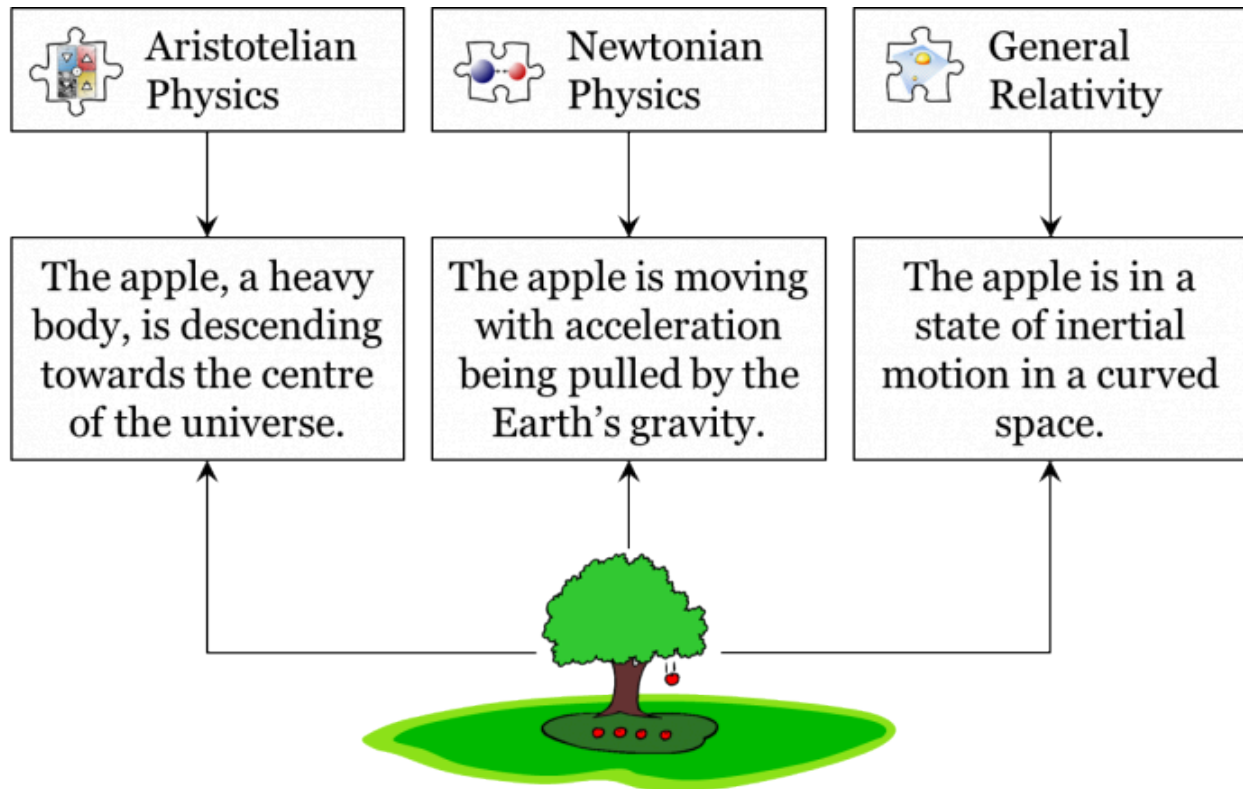 Aristotelian
Physics
Newtonian
Physics
General
Relativity
The apple, a heavy
body, is descending
towards the centre
of the universe.
The apple is moving
with acceleration
being pulled by the
Earth’s gravity.
The apple is in a
state of inertial
motion in a curved
space.